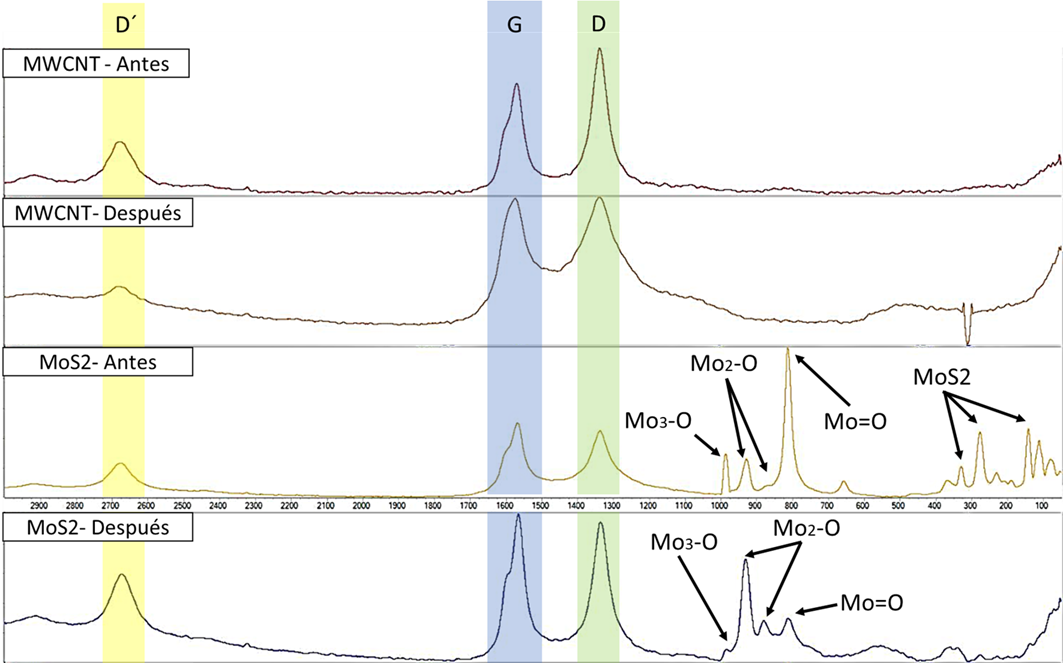 D´ G D
MWCNT - Antes
MWCNT- Después
MoS2- Antes
Mo3-O
Mo2-O
Mo=O
MoS2
2900 2800 2700 2600 2500 2400 2300 2200 2100 2000 1900 1800 1700 1600 1500 1400 1300 1200 1100 1000 900 800 700 600 500 400 300 200 100
MoS2- Después
Mo3-O
Mo2-O
Mo=O